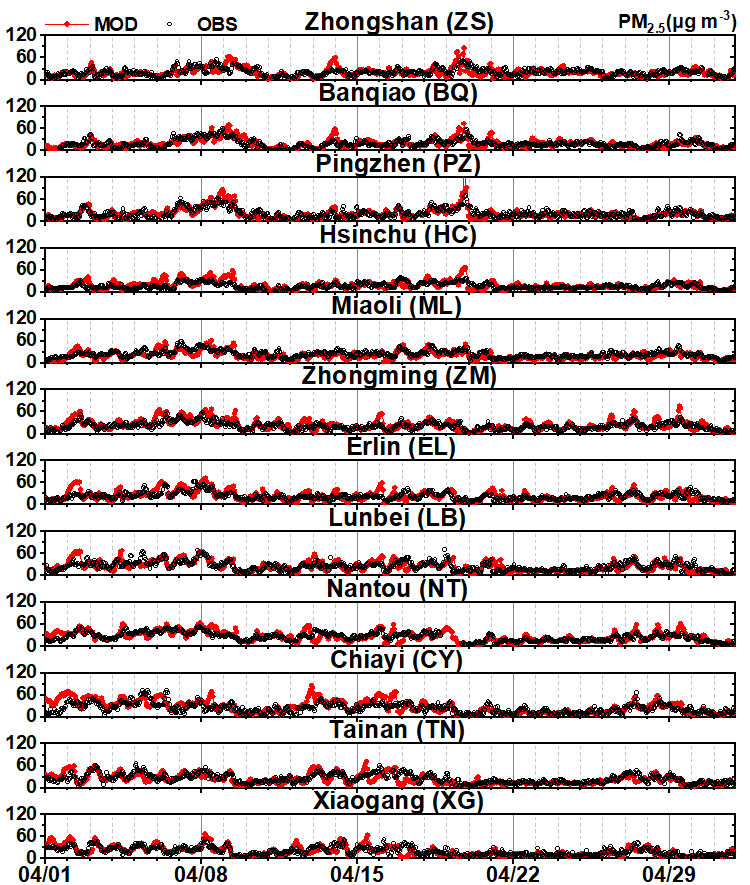 MOD OBS Zhongshan (ZS) PM2.5(µg m-3)
120
60
0
Banqiao (BQ)
120
60
0
Pingzhen (PZ)
120
60
0
Hsinchu (HC)
120
60
0
Miaoli (ML)
120
60
0
Zhongming (ZM)
120
60
0
Erlin (EL)
120
60
0
Lunbei (LB)
120
60
0
Nantou (NT)
120
60
0
Chiayi (CY)
120
60
0
Tainan (TN)
120
60
0
Xiaogang (XG)
120
60
0
04/01 04/08 04/15 04/22 04/29